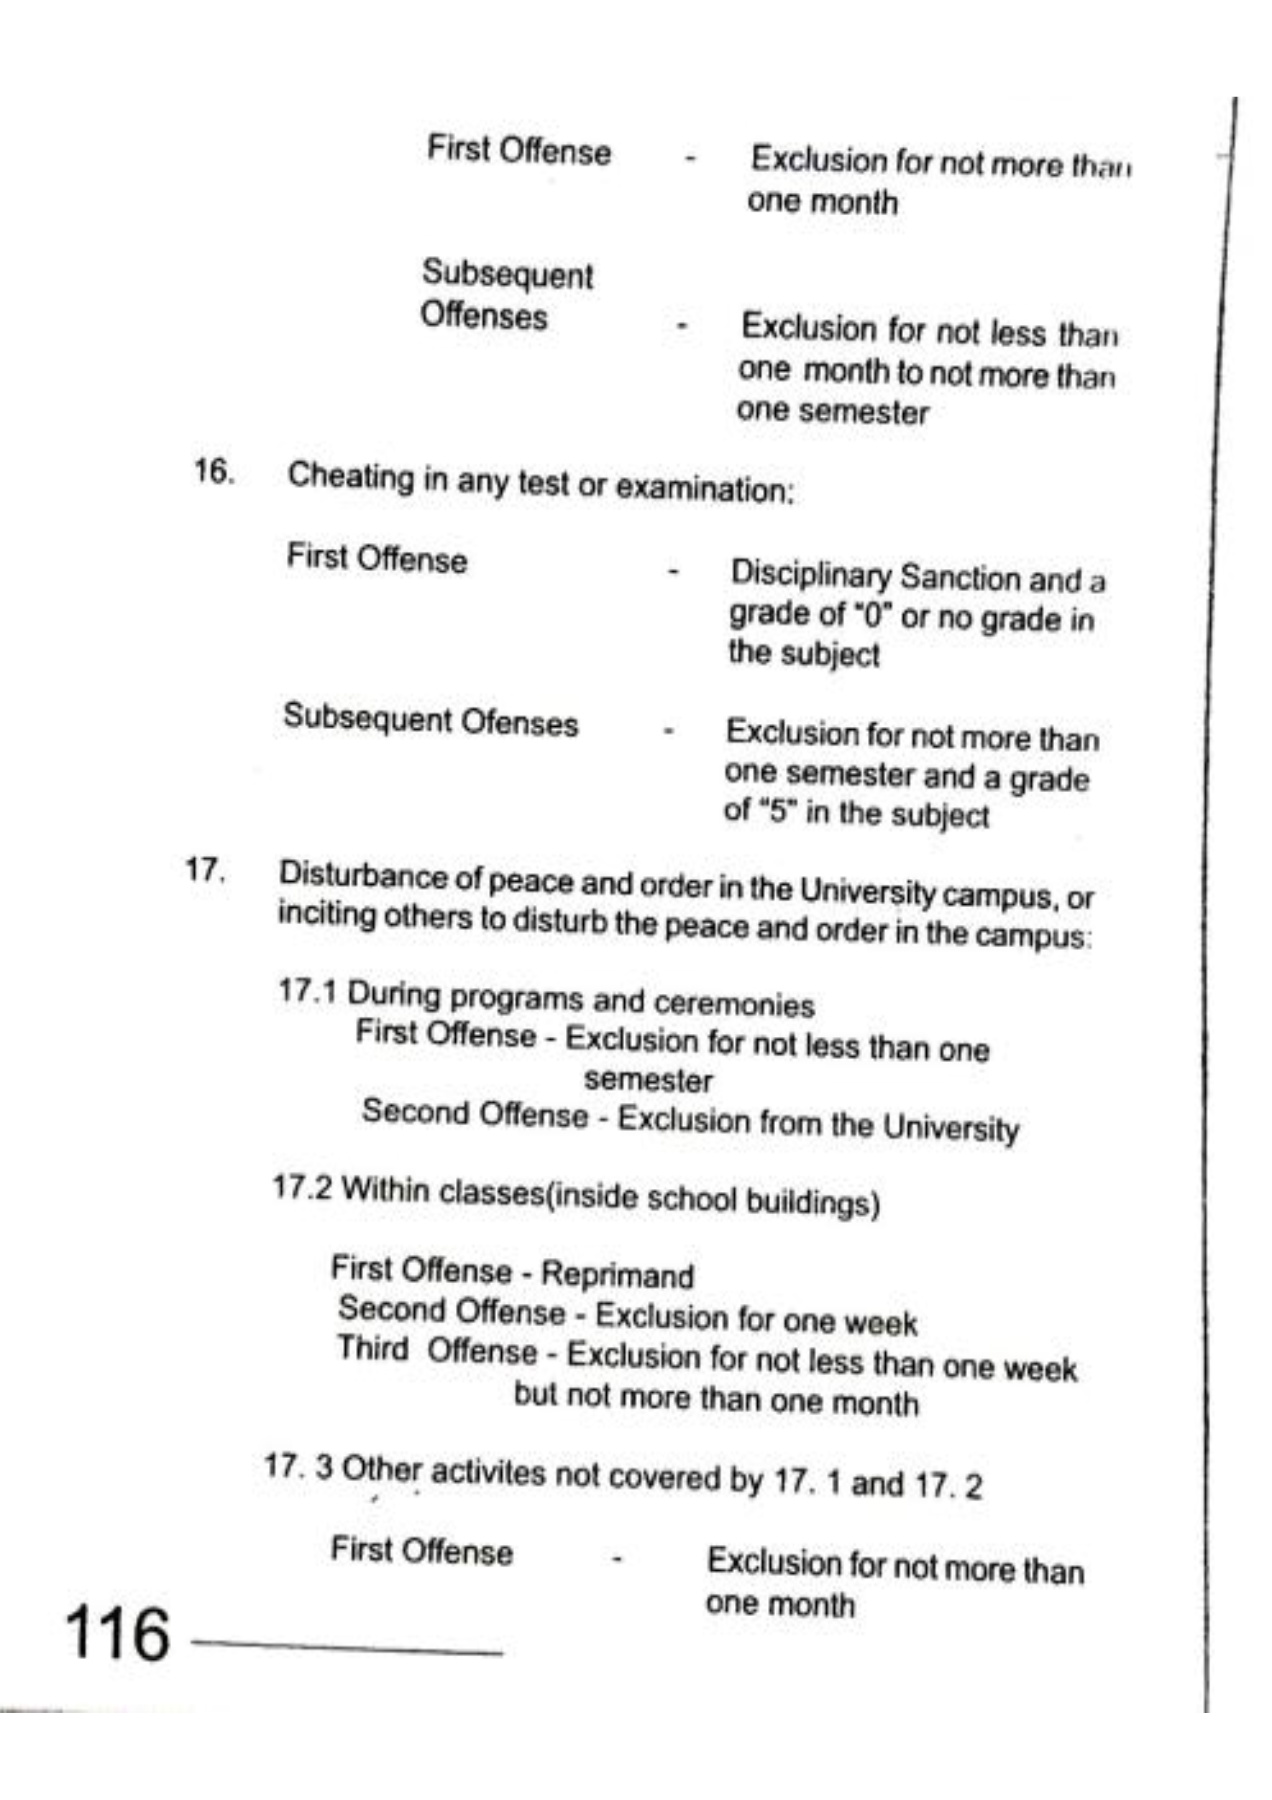 First Offense - Exclusion for not more than
one month
Subsequent
Offenses - Exclusion for not less than
one month to not more than
one semester
16. Cheating in any test or examination:
First Offense - Disciplinary Sanction and a
grade of "0" or no grade in
the subject
Subsequent Ofenses - Exclusion for not more than
one semester and a grade
of "5" in the subject
17. Disturbance of peace and order in the University campus, or
inciting others to disturb the peace and order in the campus:
17.1 During programs and ceremonies
First Offense - Exclusion for not less than one
semester
Second Offense - Exclusion from the University
17.2 Within classes(inside school buildings)
First Offense - Reprimand
Second Offense - Exclusion for one week
Third Offense - Exclusion for not less than one week
but not more than one month
17. 3 Other activites not covered by 17. 1 and 17. 2
First Offense - Exclusion for not more than
one month
116